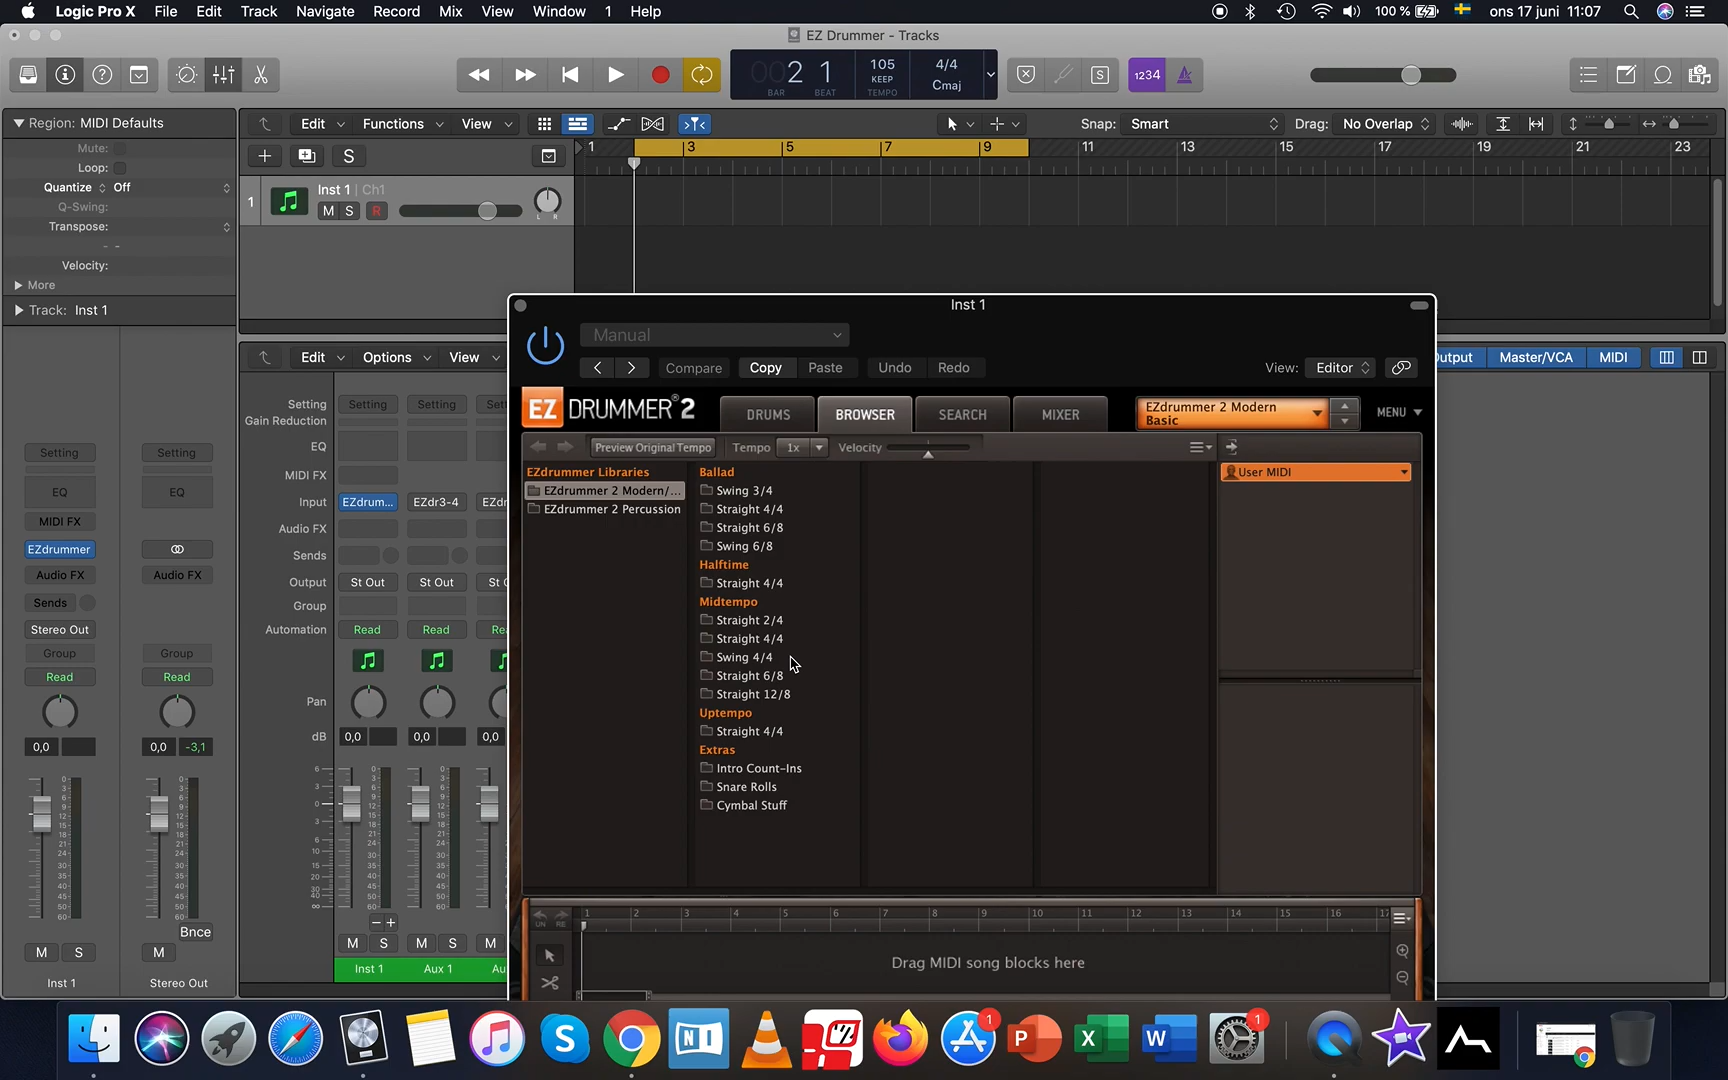 Logic Pro X File Edit Track Navigate Record Mix View Window 1 Help 100 % ons 17 juni 11:07
EZ Drummer - Tracks
2 1 105 4/4
KEEP Cmaj
BAR BEAT TEMPO
S 1234
Region: MIDI Defaults
Edit Functions View Snap: Smart Drag: No Overlap
Mute:
Loop:
Quantize Off
Q-Swing:
Transpose:
Velocity:
More
Track: Inst 1
S
1 3 5 7 9 11 13 15 17 19 21 23
1 Inst 1 | Ch1
M S R
L R
Edit Options View
Output Master/VCA MIDI
Setting Setting
EQ EQ
MIDI FX
EZdrummer
Audio FX Audio FX
Sends
Stereo Out
Group Group
Read Read
0,0 0,0 -3,1
Bnce
M S M
Inst 1 Stereo Out
Setting Setting Setting
Gain Reduction
EQ
MIDI FX
Input EZdrum... EZdr3-4
Audio FX
Sends
Output St Out St Out
Group
Automation Read Read
Pan
dB 0,0 0,0 0,0
M S M S M
Inst 1 Aux 1
Inst 1
Manual
Compare Copy Paste Undo Redo View: Editor
EZ DRUMMER® 2 DRUMS BROWSER SEARCH MIXER
EZdrummer 2 Modern
Basic
MENU
Preview Original Tempo Tempo 1x Velocity
EZdrummer Libraries
EZdrummer 2 Modern/...
EZdrummer 2 Percussion
Ballad
Swing 3/4
Straight 4/4
Straight 6/8
Swing 6/8
Halftime
Straight 4/4
Midtempo
Straight 2/4
Straight 4/4
Swing 4/4
Straight 6/8
Straight 12/8
Uptempo
Straight 4/4
Extras
Intro Count-Ins
Snare Rolls
Cymbal Stuff
User MIDI
UN RE
1 2 3 4 5 6 7 8 9 10 11 12 13 14 15 16 17
Drag MIDI song blocks here
1 1